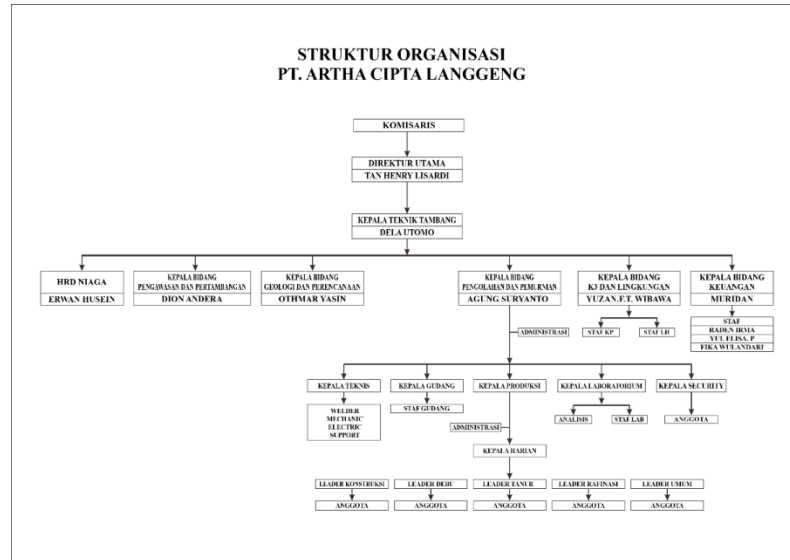 STRUKTUR ORGANISASI
PT. ARTHA CIPTA LANGGENG
KOMISARIS
DIREKTUR UTAMA
TAN HENRY LISARDI
KEPALA TEKNIK TAMBANG
DELA UTOMO
HRD NIAGA
ERWAN HUSEIN
KEPALA BIDANG
PENGAWASAN DAN PERTAMBANGAN
DION ANDERA
KEPALA BIDANG
GEOLOGI DAN PERENCANAAN
OTHMAR YASIN
KEPALA BIDANG
PENGOLAHAN DAN PEMURNIAN
AGUNG SURYANTO
KEPALA BIDANG
K3 DAN LINGKUNGAN
YUZAN.F.T. WIBAWA
KEPALA BIDANG
KEUANGAN
MURIDAN
ADMINISTRASI
STAF KP
STAF LH
STAF
RADEN IRMA
YUL ELISA. P
FIKA WULANDARI
KEPALA TEKNIS
KEPALA GUDANG
KEPALA PRODUKSI
KEPALA LABORATORIUM
KEPALA SECURITY
WELDER
MECHANIC
ELECTRIC
SUPPORT
STAF GUDANG
ADMINISTRASI
ANALISIS
STAF LAB
ANGGOTA
KEPALA HARIAN
LEADER KONSTRUKSI
LEADER DEBU
LEADER TANUR
LEADER RAFINASI
LEADER UMUM
ANGGOTA
ANGGOTA
ANGGOTA
ANGGOTA
ANGGOTA